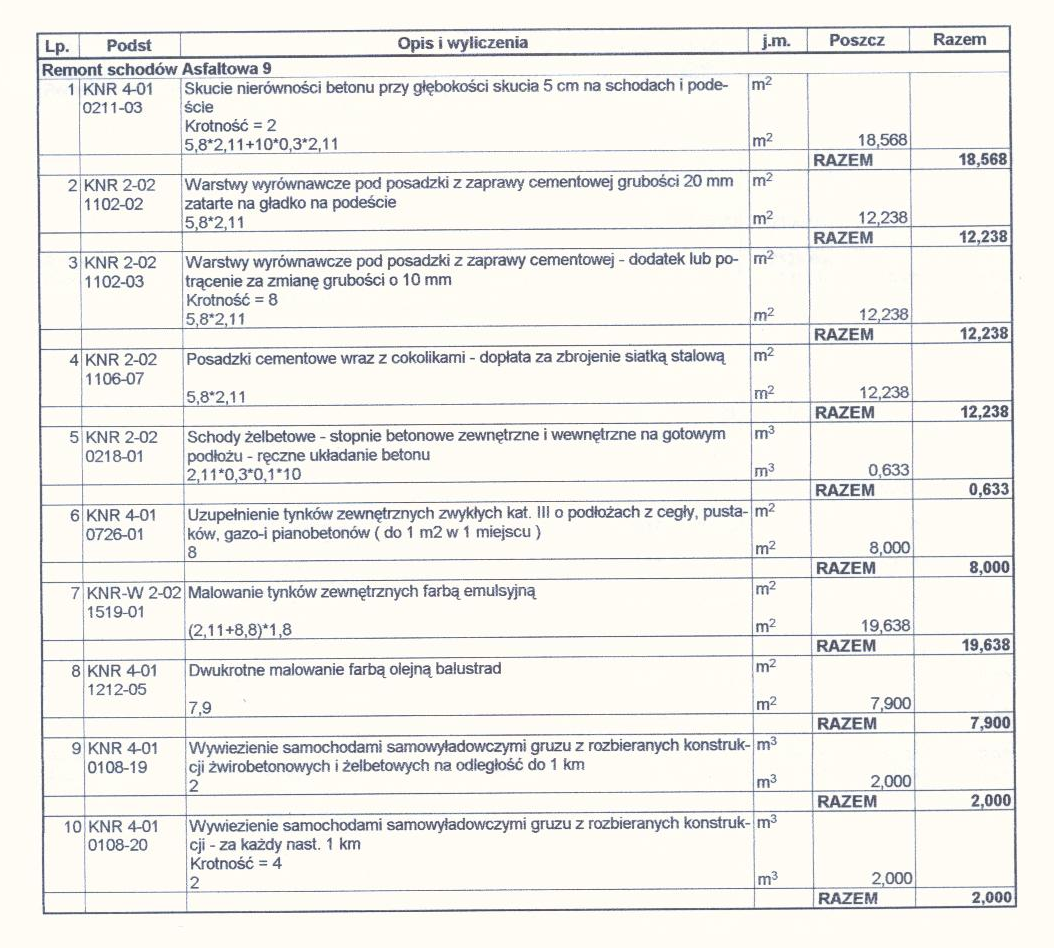 Lp. Podst Opis i wyliczenia j.m. Poszcz Razem
Remont schodów Asfaltowa 9
1 KNR 4-01 Skucie nierówności betonu przy głębokości skucia 5 cm na schodach i pode- m2
0211-03 ście
Krotność = 2
5,8*2,11+10*0,3*2,11 m2 18,568
RAZEM 18,568
2 KNR 2-02 Warstwy wyrównawcze pod posadzki z zaprawy cementowej grubości 20 mm m2
1102-02 zatarte na gładko na podeście
5,8*2,11 m2 12,238
RAZEM 12,238
3 KNR 2-02 Warstwy wyrównawcze pod posadzki z zaprawy cementowej - dodatek lub po- m2
1102-03 trącenie za zmianę grubości o 10 mm
Krotność = 8
5,8*2,11 m2 12,238
RAZEM 12,238
4 KNR 2-02 Posadzki cementowe wraz z cokolikami - dopłata za zbrojenie siatką stalową m2
1106-07
5,8*2,11 m2 12,238
RAZEM 12,238
5 KNR 2-02 Schody żelbetowe - stopnie betonowe zewnętrzne i wewnętrzne na gotowym m3
0218-01 podłożu - ręczne układanie betonu
2,11*0,3*0,1*10 m3 0,633
RAZEM 0,633
6 KNR 4-01 Uzupełnienie tynków zewnętrznych zwykłych kat. III o podłożach z cegły, pusta- m2
0726-01 ków, gazo-i pianobetonów ( do 1 m2 w 1 miejscu )
8 m2 8,000
RAZEM 8,000
7 KNR-W 2-02 Malowanie tynków zewnętrznych farbą emulsyjną m2
1519-01
(2,11+8,8)*1,8 m2 19,638
RAZEM 19,638
8 KNR 4-01 Dwukrotne malowanie farbą olejną balustrad m2
1212-05
7,9 m2 7,900
RAZEM 7,900
9 KNR 4-01 Wywiezienie samochodami samowyładowczymi gruzu z rozbieranych konstruk- m3
0108-19 cji żwirobetonowych i żelbetowych na odległość do 1 km
2 m3 2,000
RAZEM 2,000
10 KNR 4-01 Wywiezienie samochodami samowyładowczymi gruzu z rozbieranych konstruk- m3
0108-20 cji - za każdy nast. 1 km
Krotność = 4
2 m3 2,000
RAZEM 2,000